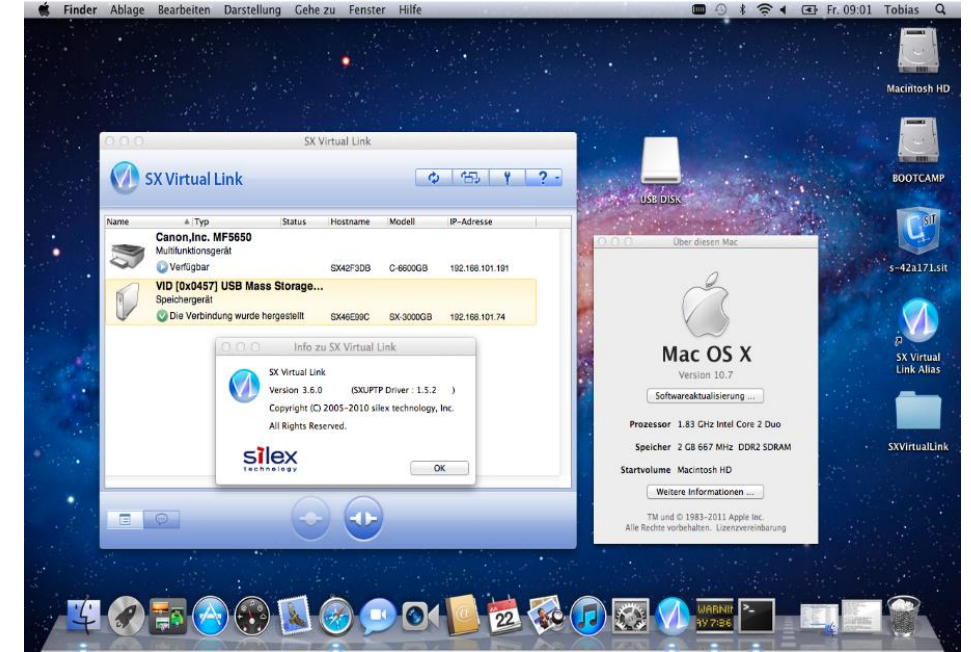 Finder Ablage Bearbeiten Darstellung Gehe zu Fenster Hilfe Fr. 09:01 Tobias
Macintosh HD
BOOTCAMP
SIT
s-42a171.sit
SX Virtual
Link Alias
SXVirtualLink
USB DISK
SX Virtual Link
SX Virtual Link
?
Name Typ Status Hostname Modell IP-Adresse
Canon,Inc. MF5650
Multifunktionsgerät
Verfügbar SX42F3DB C-6600GB 192.168.101.191
VID [0x0457] USB Mass Storage...
Speichergerät
Die Verbindung wurde hergestellt SX46E99C SX-3000GB 192.168.101.74
Info zu SX Virtual Link
SX Virtual Link
Version 3.6.0 (SXUPTP Driver : 1.5.2 )
Copyright (C) 2005-2010 silex technology, Inc.
All Rights Reserved.
silex
technology
OK
Über diesen Mac
Mac OS X
Version 10.7
Softwareaktualisierung ...
Prozessor 1.83 GHz Intel Core 2 Duo
Speicher 2 GB 667 MHz DDR2 SDRAM
Startvolume Macintosh HD
Weitere Informationen ...
TM und © 1983-2011 Apple Inc.
Alle Rechte vorbehalten. Lizenzvereinbarung
22
WARNIN
AY 7:36